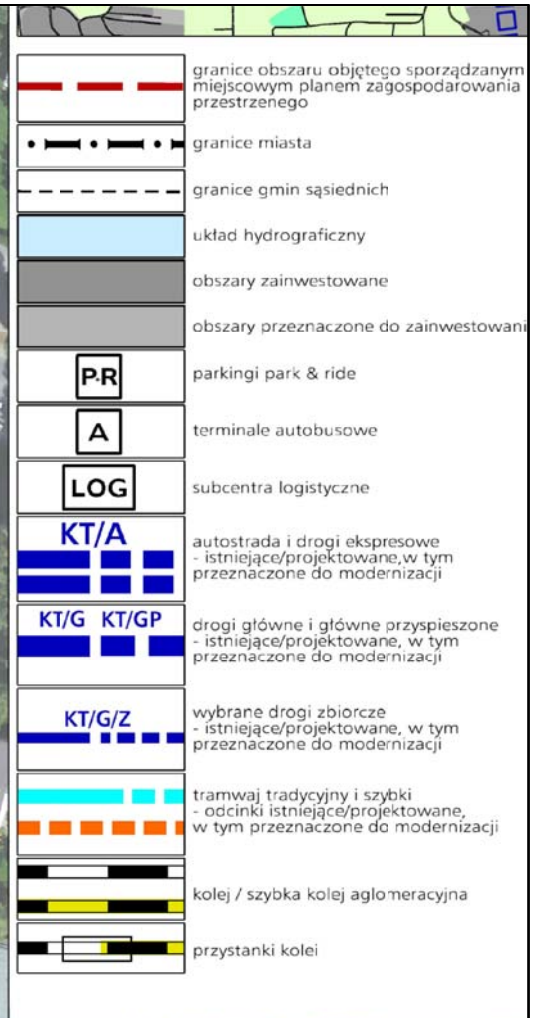 granice obszaru objętego sporządzanym
miejscowym planem zagospodarowania
przestrzenego
granice miasta
granice gmin sąsiednich
układ hydrograficzny
obszary zainwestowane
obszary przeznaczone do zainwestowani
P·R
parkingi park & ride
A
terminale autobusowe
LOG
subcentra logistyczne
KT/A
autostrada i drogi ekspresowe
- istniejące/projektowane,w tym
przeznaczone do modernizacji
KT/G KT/GP
drogi główne i główne przyspieszone
- istniejące/projektowane, w tym
przeznaczone do modernizacji
KT/G/Z
wybrane drogi zbiorcze
- istniejące/projektowane, w tym
przeznaczone do modernizacji
tramwaj tradycyjny i szybki
- odcinki istniejące/projektowane,
w tym przeznaczone do modernizacji
kolej / szybka kolej aglomeracyjna
przystanki kolei